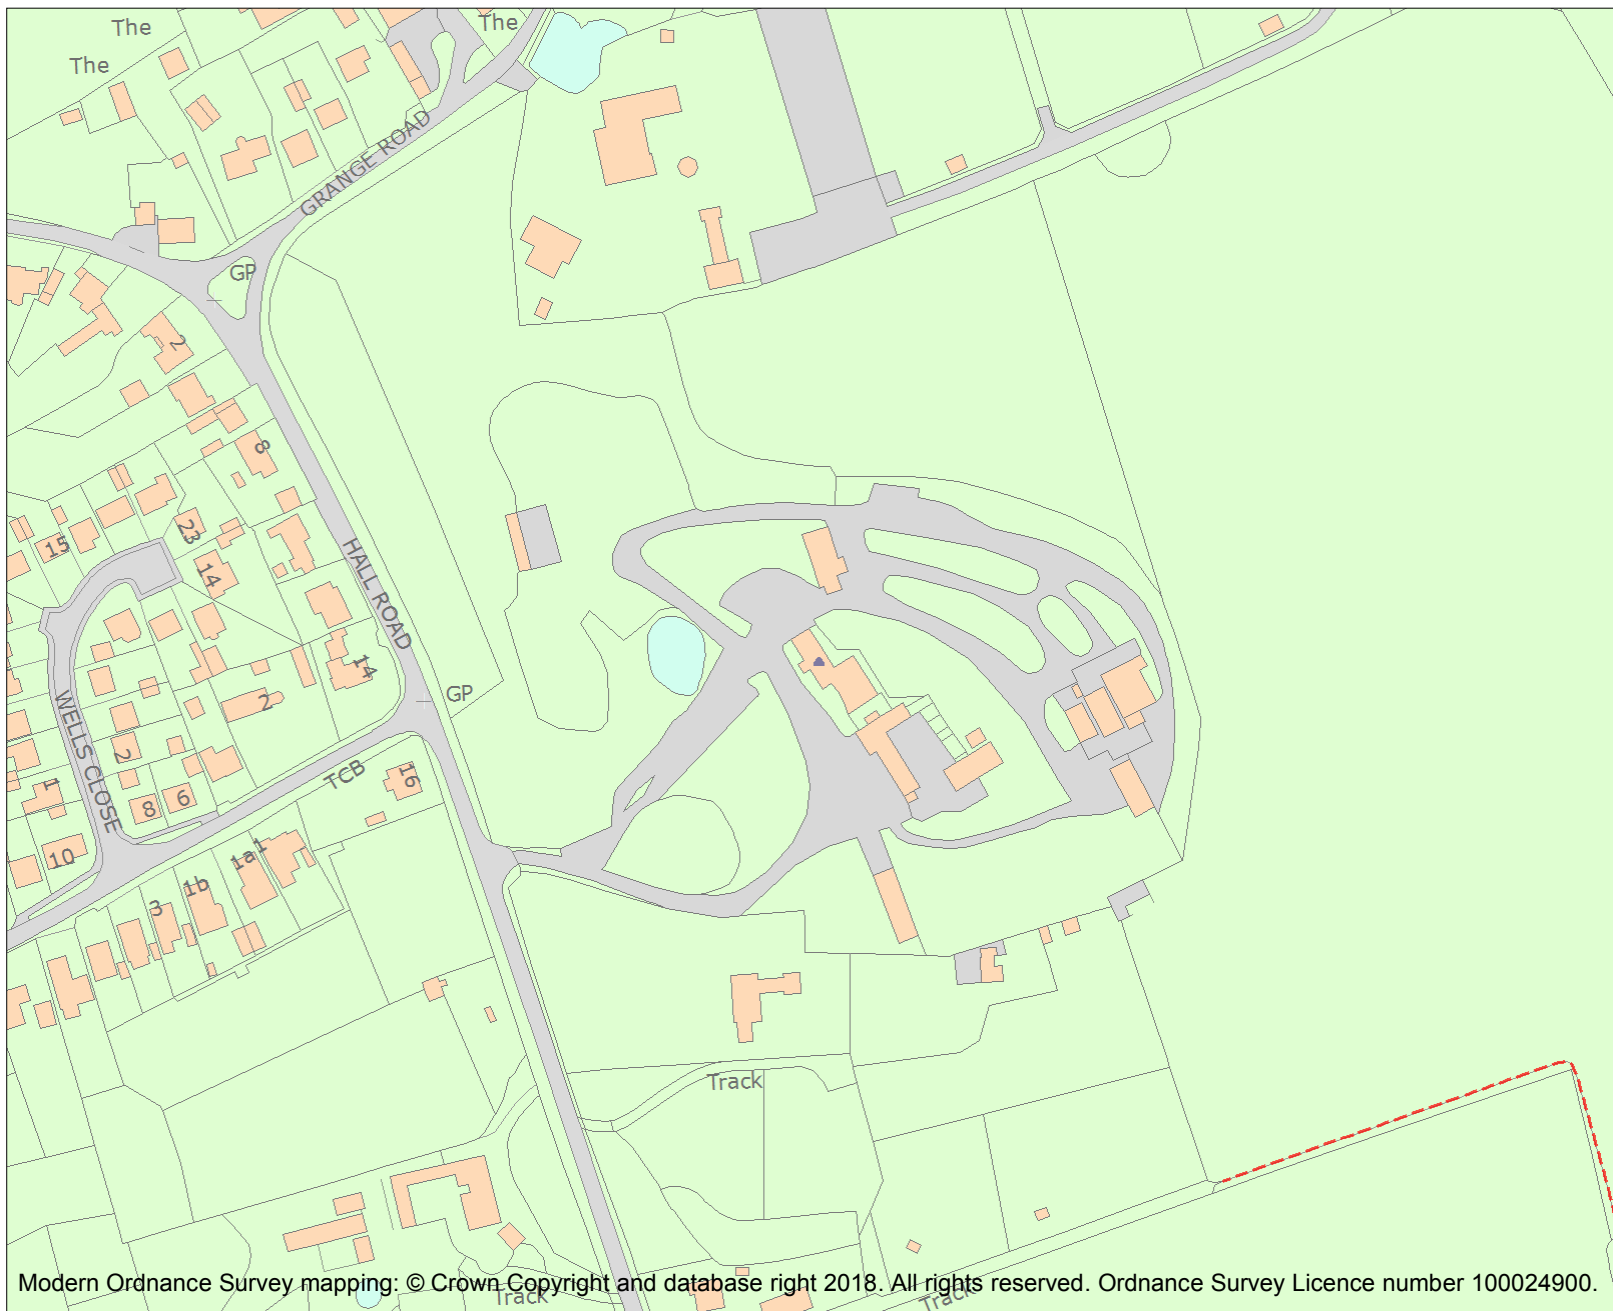 The
The
The
GRANGE ROAD
GP
2
8
23
15
14
HALL ROAD
14
GP
2
WELLS CLOSE
2
TCB
16
1
8
6
10
1a1
1b
3
Track
Track
Track
Modern Ordnance Survey mapping: © Crown Copyright and database right 2018. All rights reserved. Ordnance Survey Licence number 100024900.